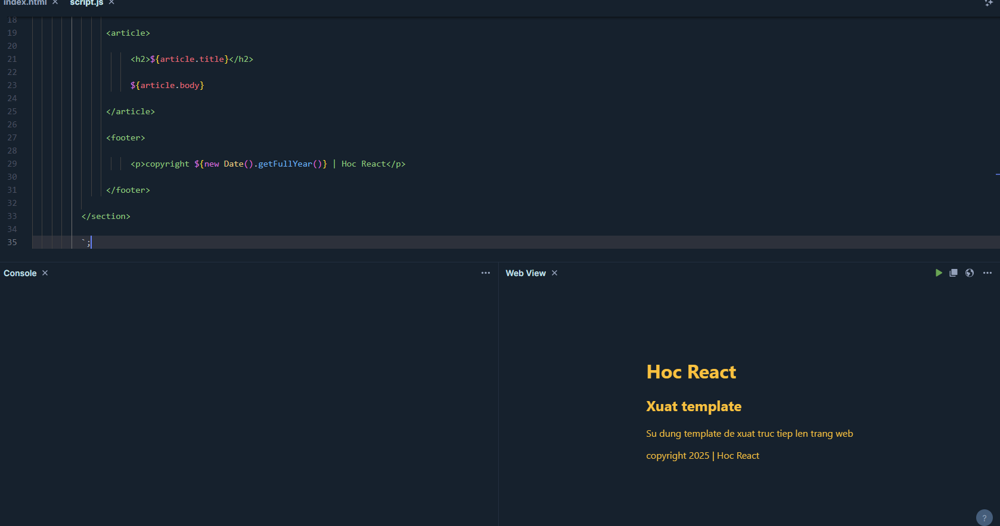 index.html × script.js ×
18
19 <article>
20
21 <h2>${article.title}</h2>
22
23 ${article.body}
24
25 </article>
26
27 <footer>
28
29 <p>copyright ${new Date().getFullYear()} | Hoc React</p>
30
31 </footer>
32
33 </section>
34
35 `;
Console ×
Web View ×
Hoc React
Xuat template
Su dung template de xuat truc tiep len trang web
copyright 2025 | Hoc React
?